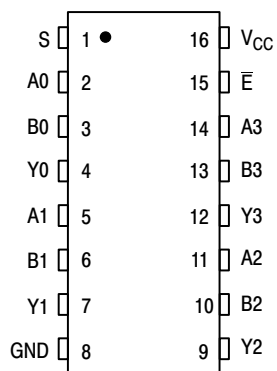 S 1 16 V_CC
A0 2 15 E̅
B0 3 14 A3
Y0 4 13 B3
A1 5 12 Y3
B1 6 11 A2
Y1 7 10 B2
GND 8 9 Y2